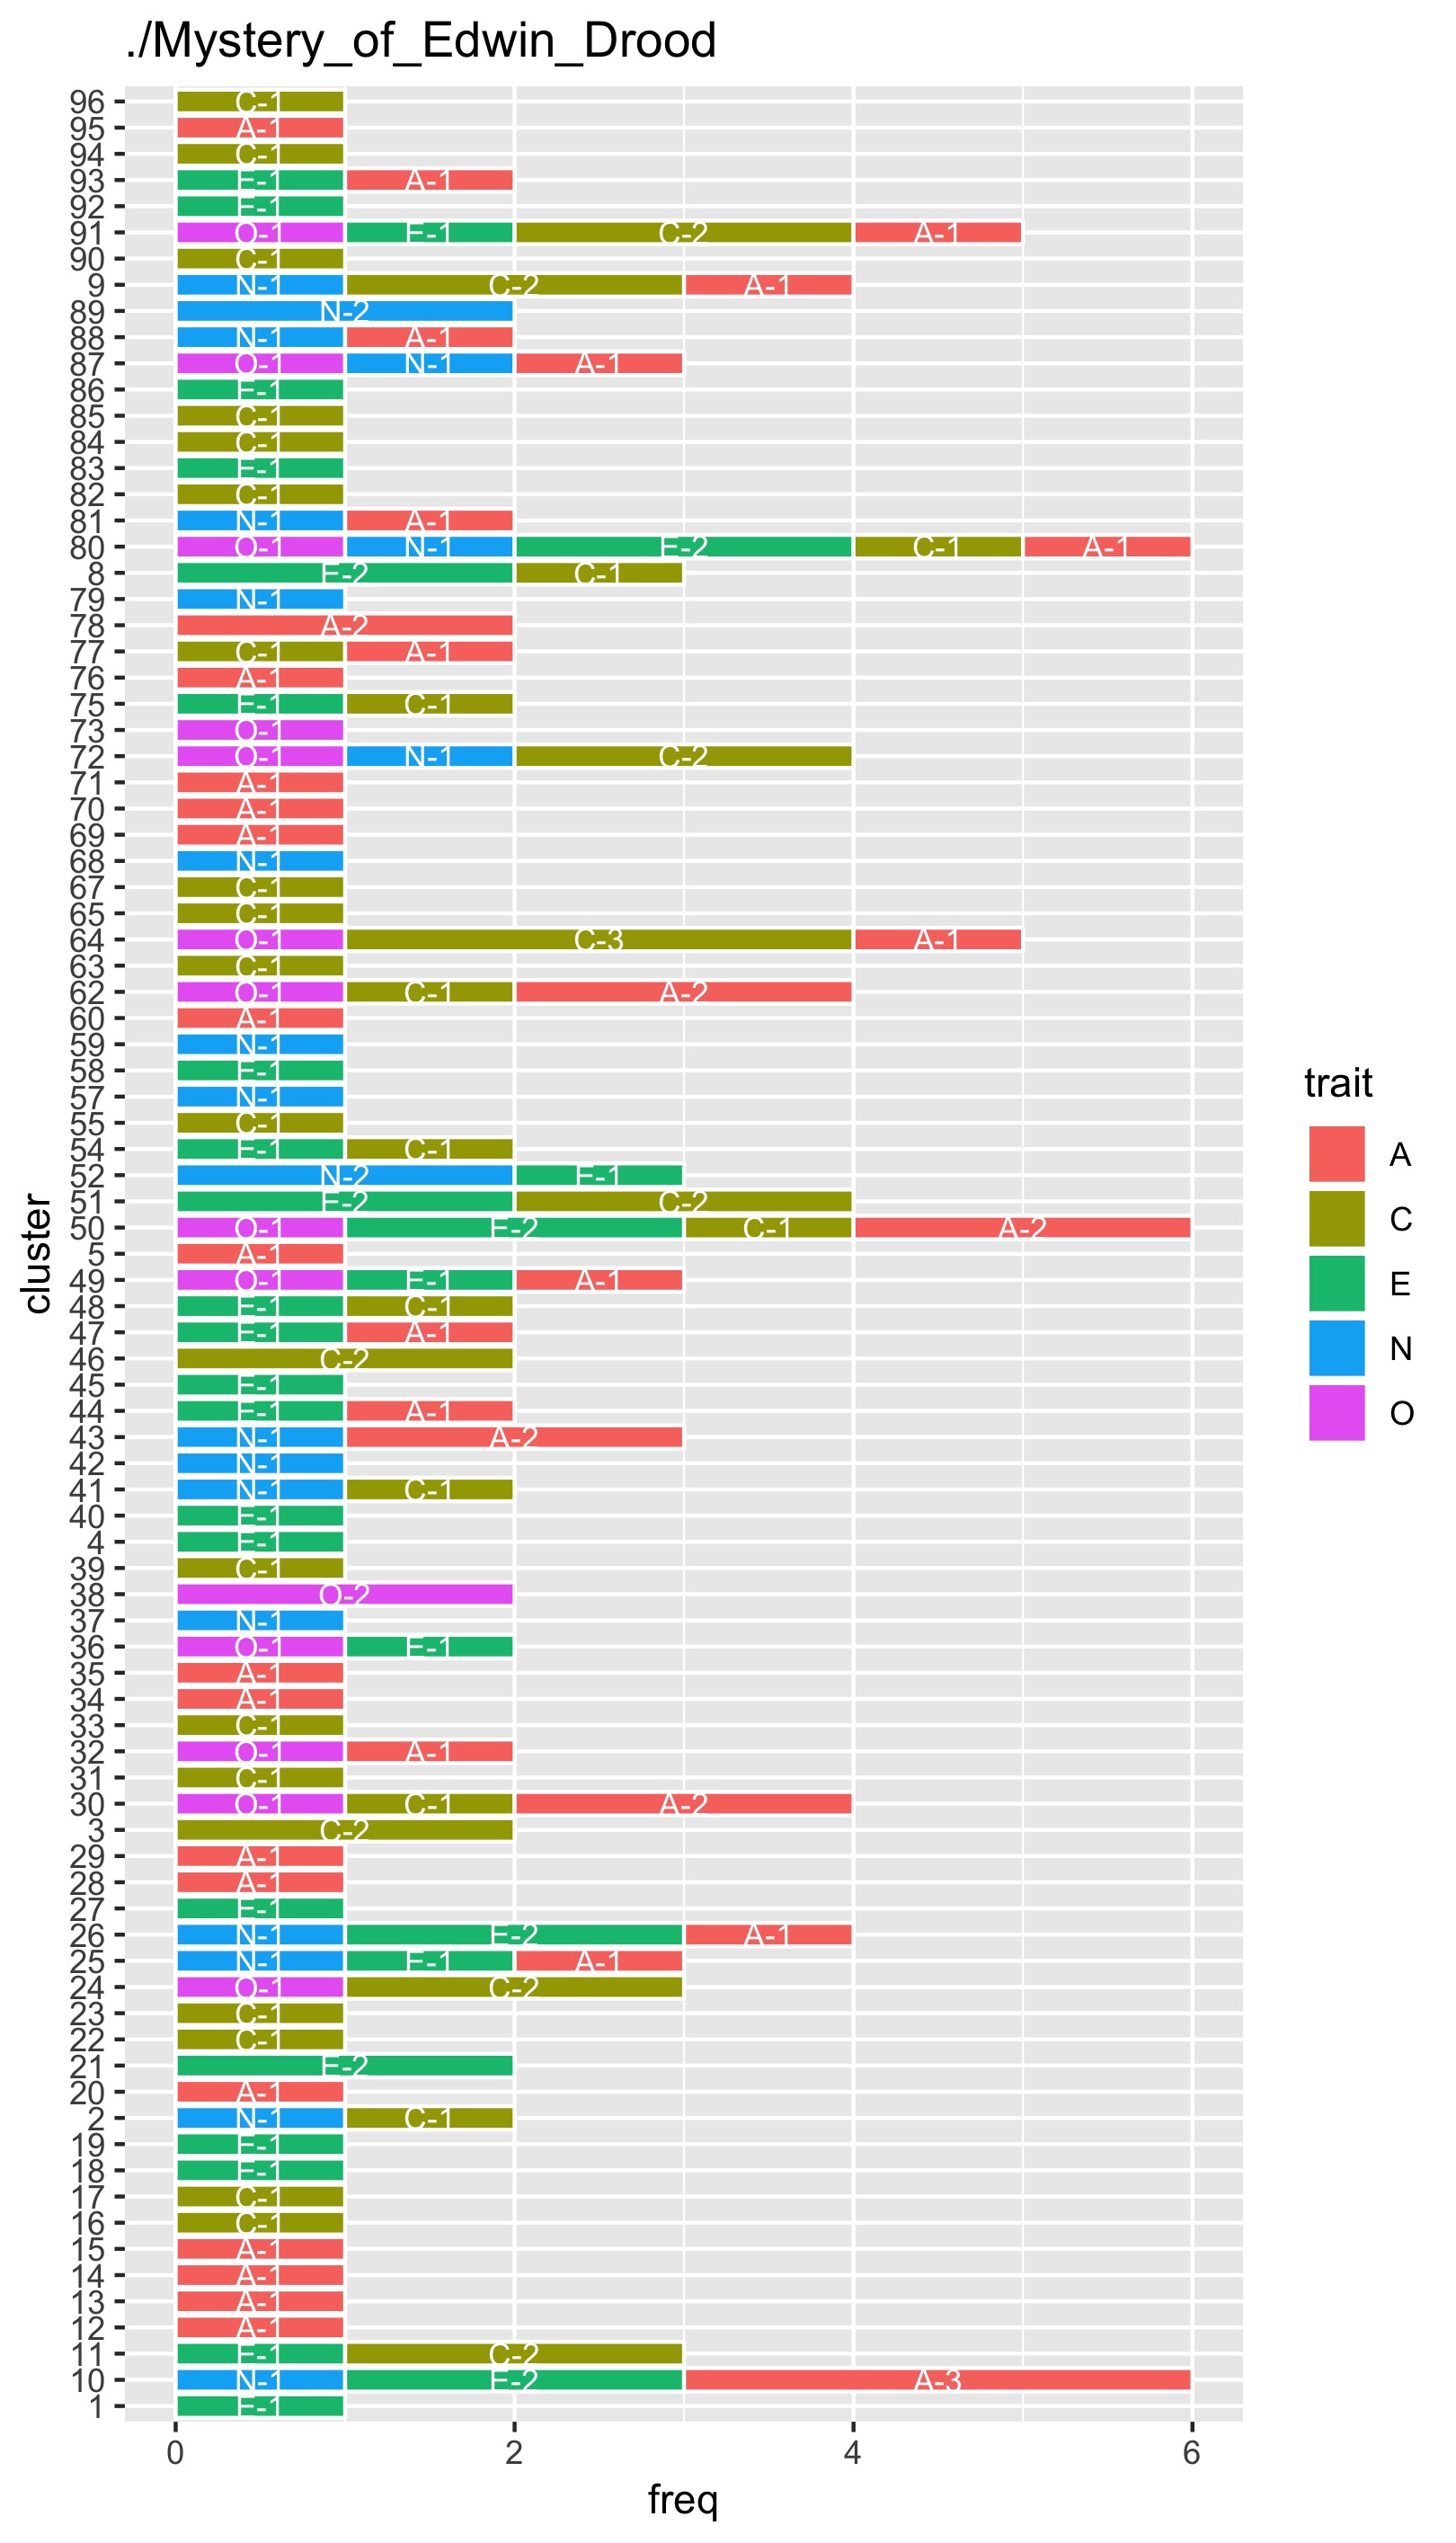 ./Mystery_of_Edwin_Drood
96 C-1
95 A-1
94 C-1
93 E-1 A-1
92 E-1
91 O-1 E-1 C-2 A-1
90 C-1
9 N-1 C-2 A-1
89 N-2
88 N-1 A-1
87 O-1 N-1 A-1
86 E-1
85 C-1
84 C-1
83 E-1
82 C-1
81 N-1 A-1
80 O-1 N-1 E-2 C-1 A-1
8 E-2 C-1
79 N-1
78 A-2
77 C-1 A-1
76 A-1
75 E-1 C-1
73 O-1
72 O-1 N-1 C-2
71 A-1
70 A-1
69 A-1
68 N-1
67 C-1
65 C-1
64 O-1 C-3 A-1
63 C-1
62 O-1 C-1 A-2
60 A-1
59 N-1
58 E-1
57 N-1
55 C-1
54 E-1 C-1
52 N-2 E-1
51 E-2 C-2
50 O-1 E-2 C-1 A-2
5 A-1
49 O-1 E-1 A-1
48 E-1 C-1
47 E-1 A-1
46 C-2
45 E-1
44 E-1 A-1
43 N-1 A-2
42 N-1
41 N-1 C-1
40 E-1
4 E-1
39 C-1
38 O-2
37 N-1
36 O-1 E-1
35 A-1
34 A-1
33 C-1
32 O-1 A-1
31 C-1
30 O-1 C-1 A-2
3 C-2
29 A-1
28 A-1
27 E-1
26 N-1 E-2 A-1
25 N-1 E-1 A-1
24 O-1 C-2
23 C-1
22 C-1
21 E-2
20 A-1
2 N-1 C-1
19 E-1
18 E-1
17 C-1
16 C-1
15 A-1
14 A-1
13 A-1
12 A-1
11 E-1 C-2
10 N-1 E-2 A-3
1 E-1
0 2 4 6
freq
cluster
trait
A
C
E
N
O